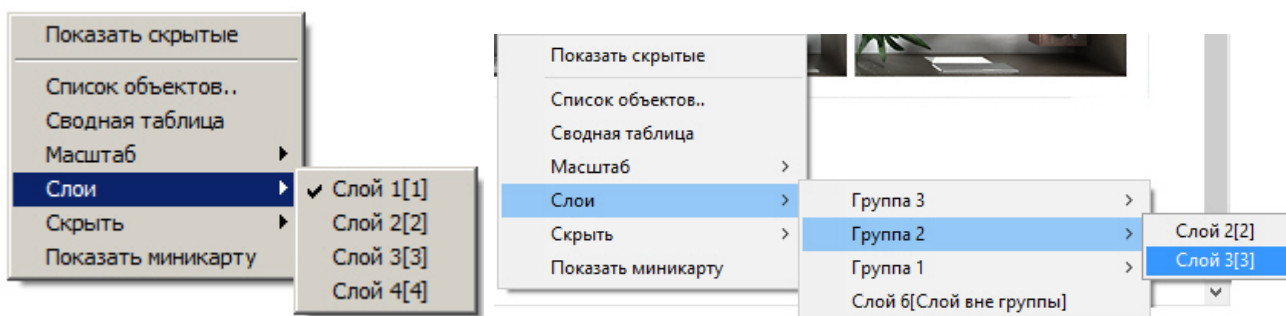 Показать скрытые
Список объектов..
Сводная таблица
Масштаб
Слои
Скрыть
Показать миникарту
Слой 1[1]
Слой 2[2]
Слой 3[3]
Слой 4[4]
Показать скрытые
Список объектов..
Сводная таблица
Масштаб
Слои
Скрыть
Показать миникарту
Группа 3
Группа 2
Группа 1
Слой 6[Слой вне группы]
Слой 2[2]
Слой 3[3]